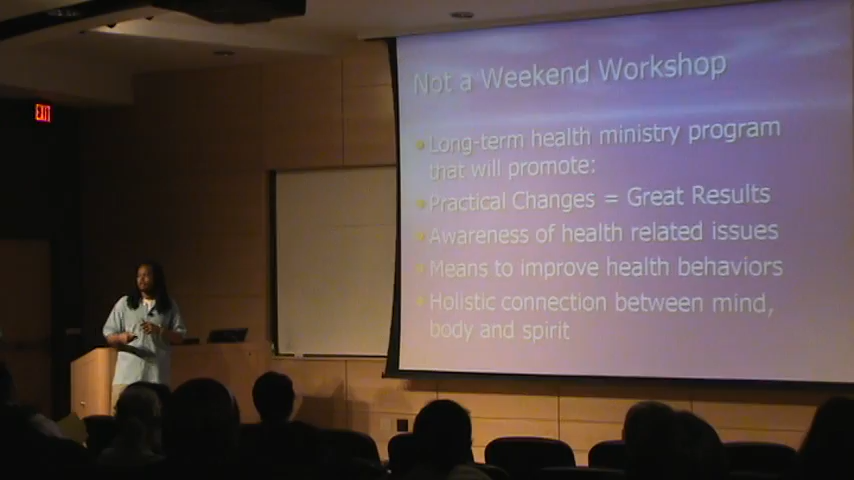 EXIT
Not a Weekend Workshop
Long-term health ministry program
that will promote:
Practical Changes = Great Results
Awareness of health related issues
Means to improve health behaviors
Holistic connection between mind,
body and spirit